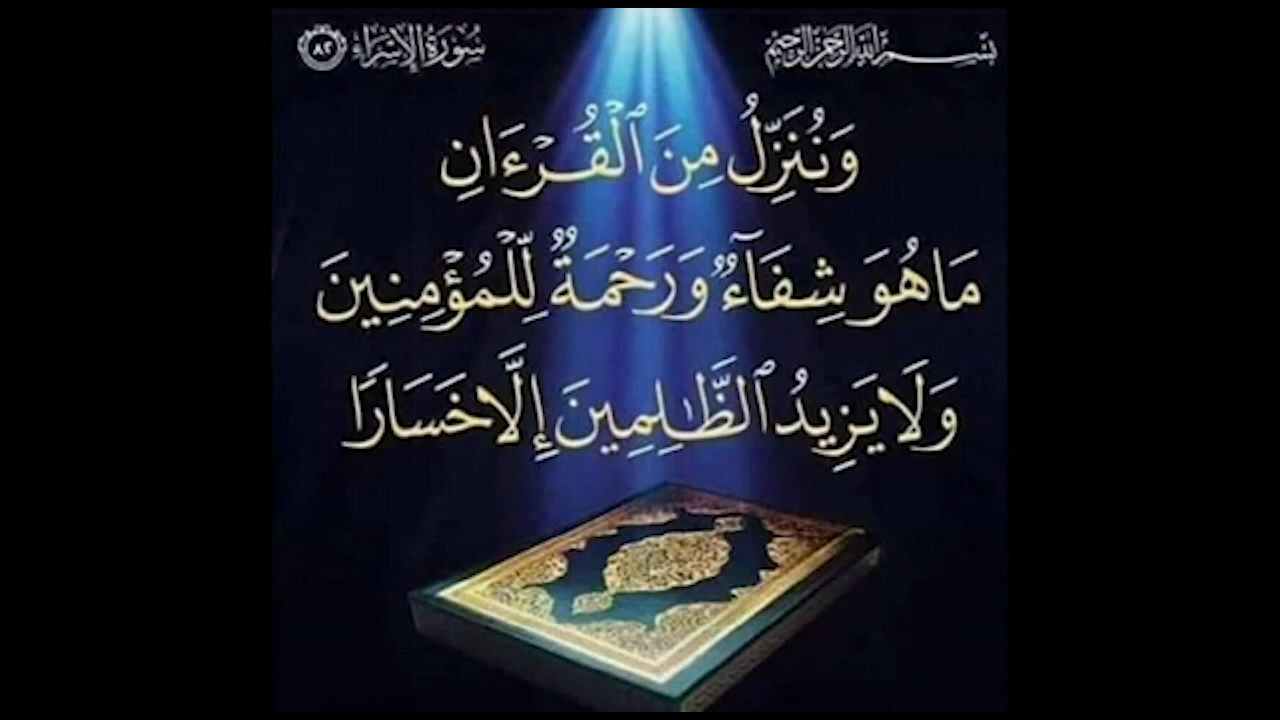 بِسْمِ اللَّهِ الرَّحْمَٰنِ الرَّحِيمِ
سُورَةُ الإِسْرَاءِ ٨٢
وَنُنَزِّلُ مِنَ ٱلْقُرْءَانِ
مَا هُوَ شِفَآءٌ وَرَحْمَةٌ لِّلْمُؤْمِنِينَ
وَلَا يَزِيدُ ٱلظَّٰلِمِينَ إِلَّا خَسَارًا